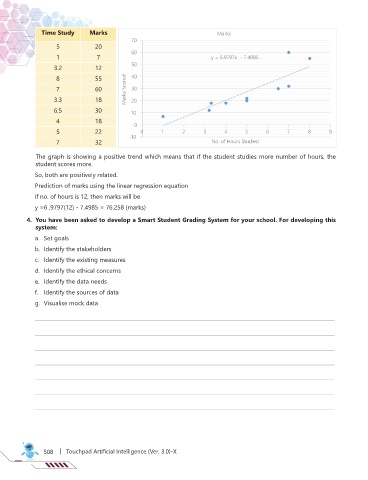 Time Study Marks
5 20
1 7
3.2 12
8 55
7 60
3.3 18
6.5 30
4 18
5 22
7 32
Marks
70
60
50
40
30
20
10
0
-10
0 1 2 3 4 5 6 7 8 9
y = 6.9797x - 7.4985
Marks Scored
No. of Hours Studied
The graph is showing a positive trend which means that if the student studies more number of hours, the
student scores more.
So, both are positively related.
Prediction of marks using the linear regression equation
if no. of hours is 12, then marks will be
y =6 .9797(12) - 7.4985 = 76.258 (marks)
4. You have been asked to develop a Smart Student Grading System for your school. For developing this
system:
a. Set goals
b. Identify the stakeholders
c. Identify the existing measures
d. Identify the ethical concerns
e. Identify the data needs
f. Identify the sources of data
g. Visualise mock data
508 | Touchpad Artificial Intelligence (Ver. 3.0)-X